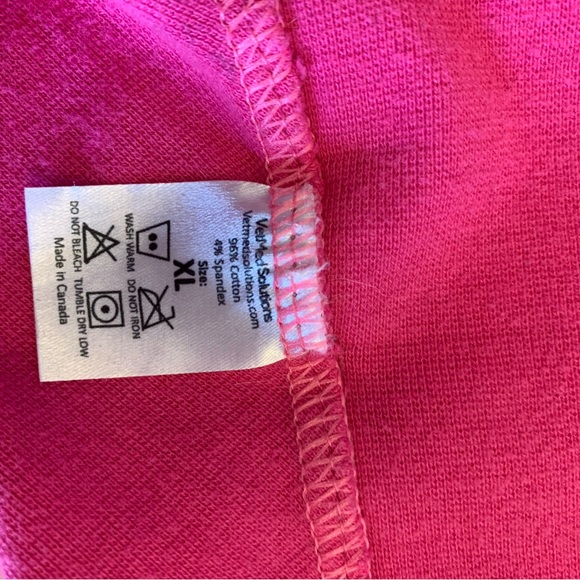 VetMed Solutions
Vetmedsolutions.com
96% Cotton
4% Spandex
Size:
XL
WASH WARM DO NOT IRON
DO NOT BLEACH TUMBLE DRY LOW
Made in Canada